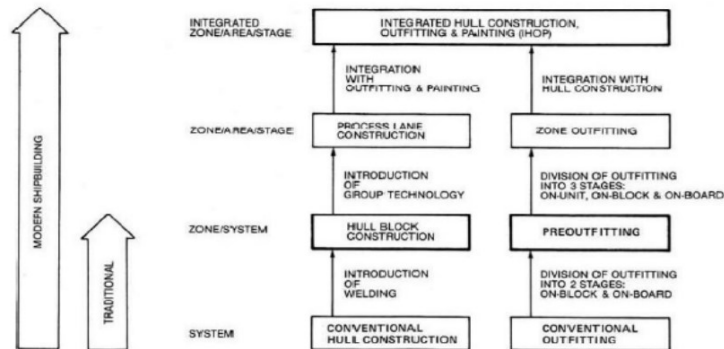 INTEGRATED
ZONE/AREA/STAGE
INTEGRATED HULL CONSTRUCTION,
OUTFITTING & PAINTING (IHOP)
INTEGRATION
WITH
OUTFITTING & PAINTING
INTEGRATION WITH
HULL CONSTRUCTION
ZONE/AREA/STAGE
PROCESS LANE
CONSTRUCTION
ZONE OUTFITTING
INTRODUCTION
OF
GROUP TECHNOLOGY
DIVISION OF OUTFITTING
INTO 3 STAGES:
ON-UNIT, ON-BLOCK & ON-BOARD
ZONE/SYSTEM
HULL BLOCK
CONSTRUCTION
PREOUTFITTING
INTRODUCTION
OF
WELDING
DIVISION OF OUTFITTING
INTO 2 STAGES:
ON-BLOCK & ON-BOARD
SYSTEM
CONVENTIONAL
HULL CONSTRUCTION
CONVENTIONAL
OUTFITTING
MODERN SHIPBUILDING
TRADITIONAL